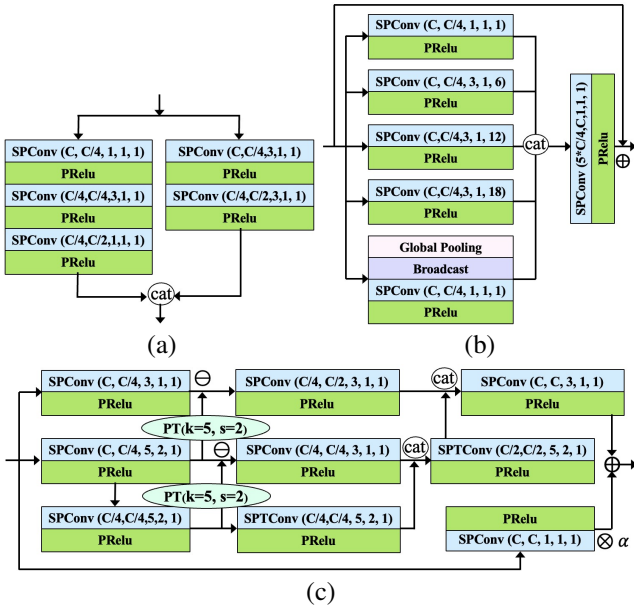 SPConv (C, C/4, 1, 1, 1)
PRelu
SPConv (C/4,C/4,3,1, 1)
PRelu
SPConv (C/4,C/2,1,1, 1)
PRelu
SPConv (C,C/4,3,1, 1)
PRelu
SPConv (C/4,C/2,3,1, 1)
PRelu
cat
(a)
SPConv (C, C/4, 1, 1, 1)
PRelu
SPConv (C, C/4, 3, 1, 6)
PRelu
SPConv (C,C/4,3, 1, 12)
PRelu
SPConv (C,C/4,3, 1, 18)
PRelu
Global Pooling
Broadcast
SPConv (C, C/4, 1, 1, 1)
PRelu
cat
SPConv (5*C/4,C,1,1, 1)
PRelu
⊕
(b)
SPConv (C, C/4, 3, 1, 1)
PRelu
⊖
SPConv (C/4, C/2, 3, 1, 1)
PRelu
cat
SPConv (C, C, 3, 1, 1)
PRelu
PT(k=5, s=2)
SPConv (C, C/4, 5, 2, 1)
PRelu
⊖
SPConv (C/4, C/4, 3, 1, 1)
PRelu
cat
SPTConv (C/2,C/2, 5, 2, 1)
PRelu
⊕
PT(k=5, s=2)
SPConv (C/4,C/4,5,2, 1)
PRelu
SPTConv (C/4,C/4, 5, 2, 1)
PRelu
PRelu
SPConv (C, C, 1, 1, 1)
⊗ α
(c)